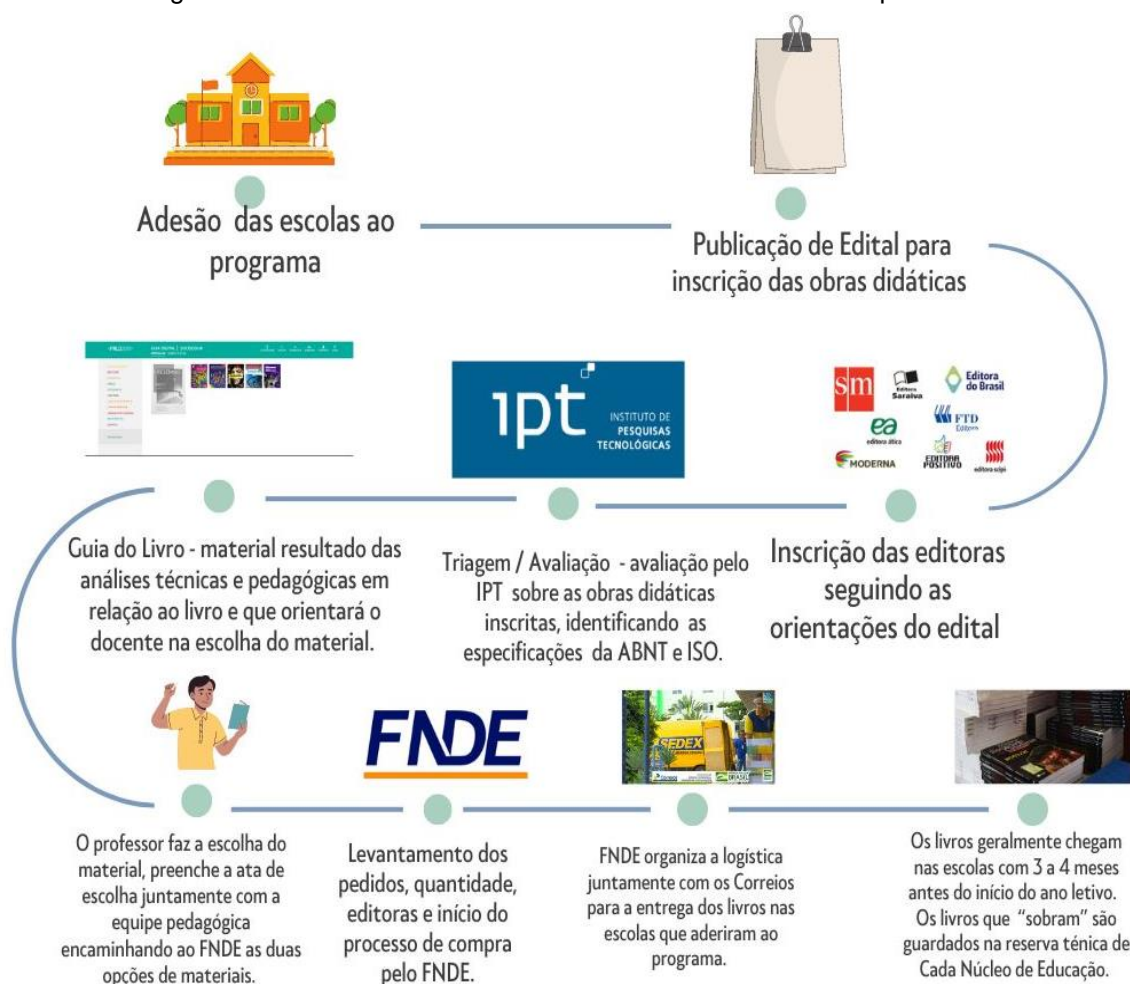 Adesão das escolas ao
programa
Publicação de Edital para
inscrição das obras didáticas
ipt
INSTITUTO DE
PESQUISAS
TECNOLÓGICAS
sm
Editora
Saraiva
Editora
do Brasil
ea
editora ática
FTD
Editora
MODERNA
EDITORA
POSITIVO
editora scipi
Guia do Livro - material resultado das
análises técnicas e pedagógicas em
relação ao livro e que orientará o
docente na escolha do material.
Triagem / Avaliação - avaliação pelo
IPT sobre as obras didáticas
inscritas, identificando as
especificações da ABNT e ISO.
Inscrição das editoras
seguindo as
orientações do edital
FNDE
SEDEX
O professor faz a escolha do
material, preenche a ata de
escolha juntamente com a
equipe pedagógica
encaminhando ao FNDE as duas
opções de materiais.
Levantamento dos
pedidos, quantidade,
editoras e início do
processo de compra
pelo FNDE.
FNDE organiza a logística
juntamente com os Correios
para a entrega dos livros nas
escolas que aderiram ao
programa.
Os livros geralmente chegam
nas escolas com 3 a 4 meses
antes do início do ano letivo.
Os livros que “sobram” são
guardados na reserva ténica de
Cada Núcleo de Educação.